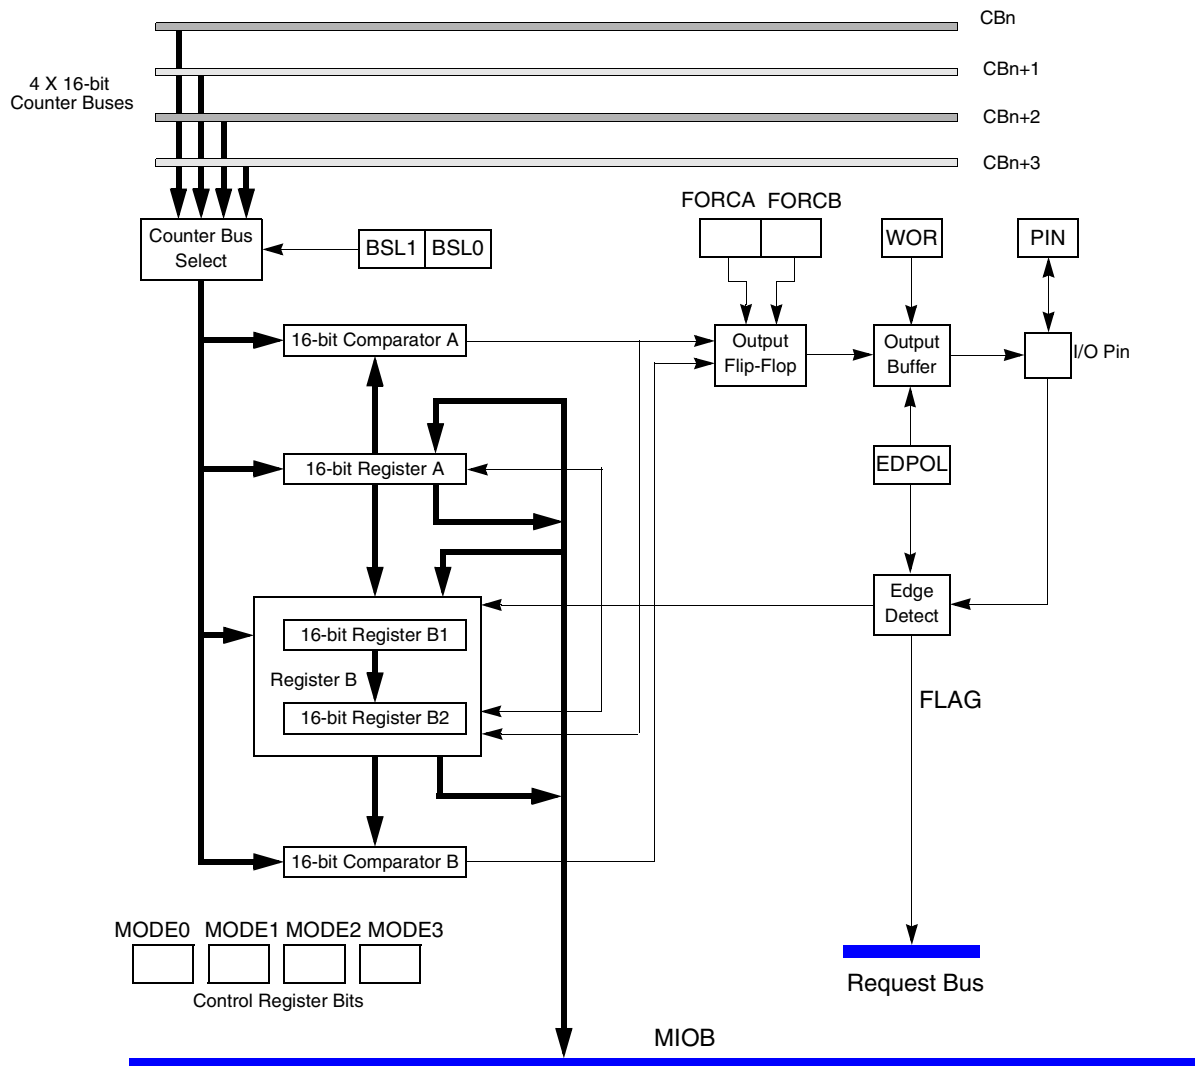 CBn
4 X 16-bit
Counter Buses
CBn+1
CBn+2
CBn+3
FORCA FORCB
Counter Bus
Select
BSL1 BSL0
WOR
PIN
16-bit Comparator A
Output
Flip-Flop
Output
Buffer
I/O Pin
16-bit Register A
EDPOL
Edge
Detect
16-bit Register B1
Register B
16-bit Register B2
FLAG
16-bit Comparator B
MODE0 MODE1 MODE2 MODE3
Control Register Bits
Request Bus
MIOB